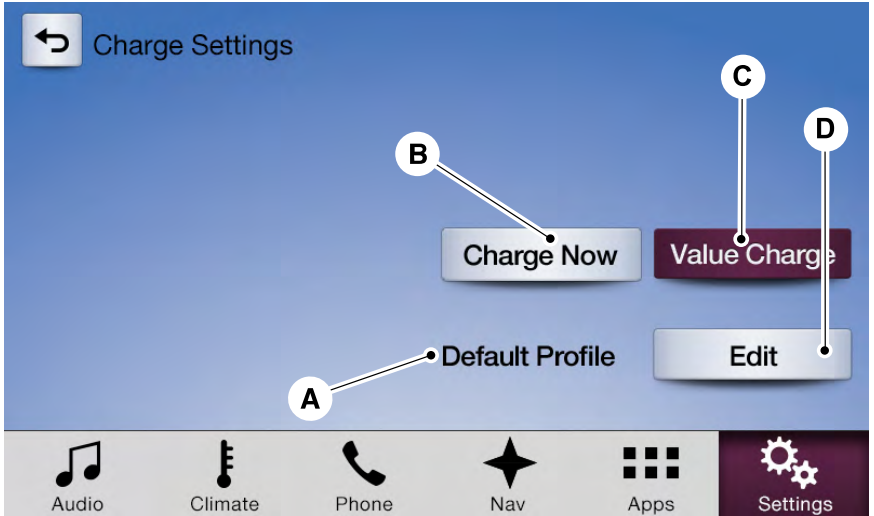 Charge Settings
C
D
B
Charge Now
Value Charge
Default Profile
Edit
A
Audio
Climate
Phone
Nav
Apps
Settings